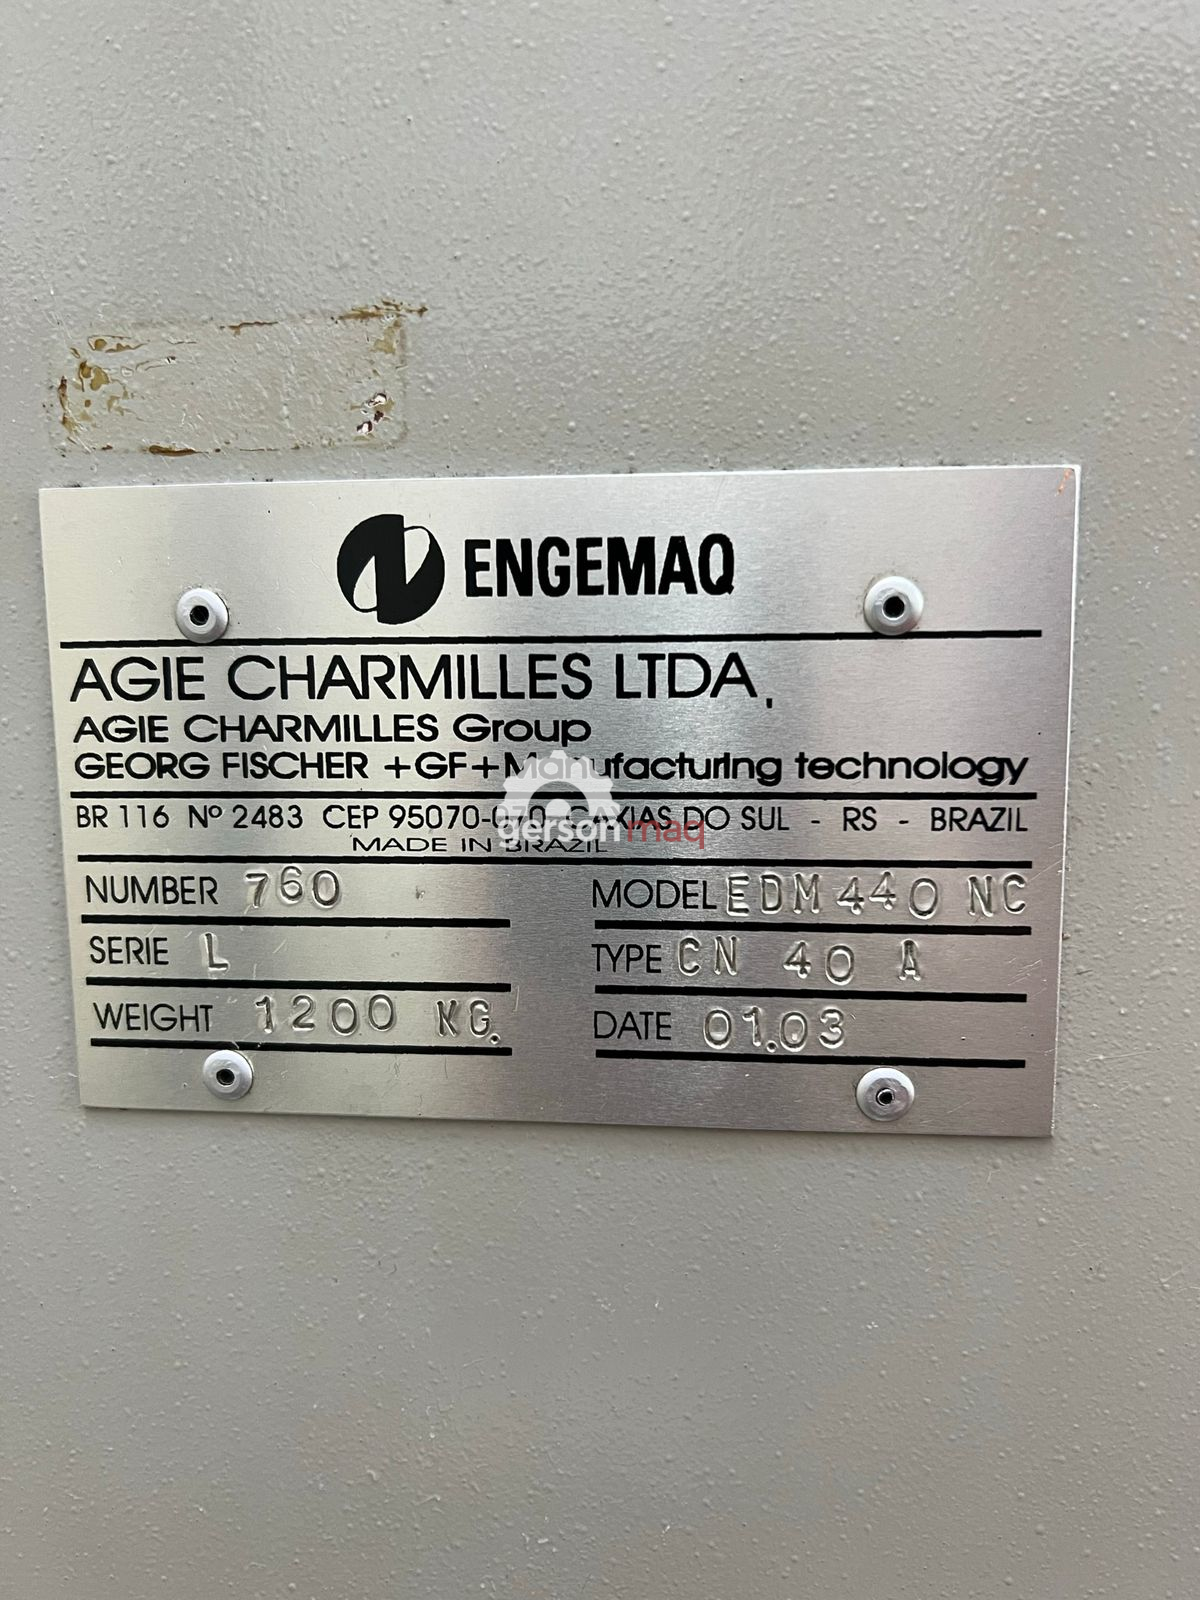 ENGEMAQ
AGIE CHARMILLES LTDA.
AGIE CHARMILLES Group
GEORG FISCHER +GF+ Manufacturing technology
BR 116 Nº 2483 CEP 95070-070 CAXIAS DO SUL - RS - BRAZIL
gersonmaq
MADE IN BRAZIL
NUMBER 760 MODEL EDM 440 NC
SERIE L TYPE CN 40 A
WEIGHT 1200 KG. DATE 01.03